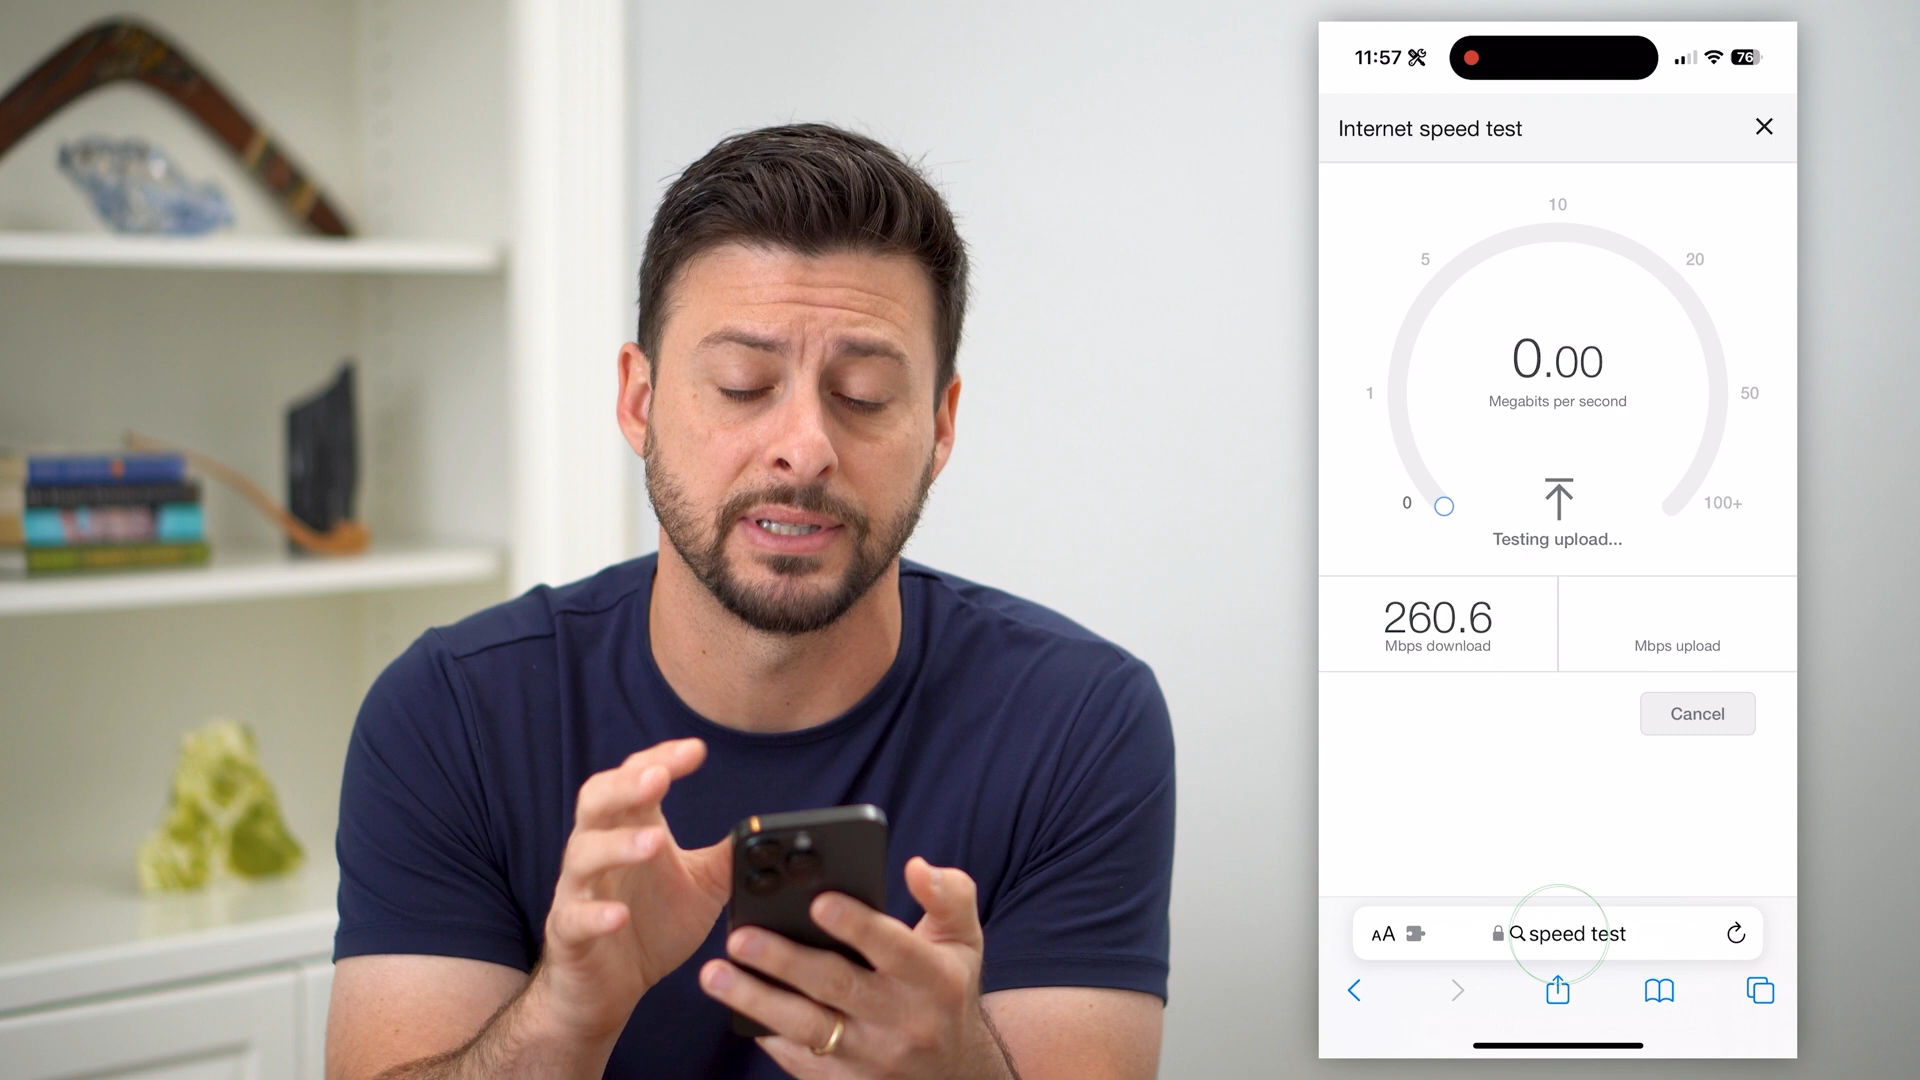 11:57
76
Internet speed test
10
5
20
0.00
1
50
Megabits per second
0
100+
Testing upload...
260.6
Mbps download
Mbps upload
Cancel
AA
speed test